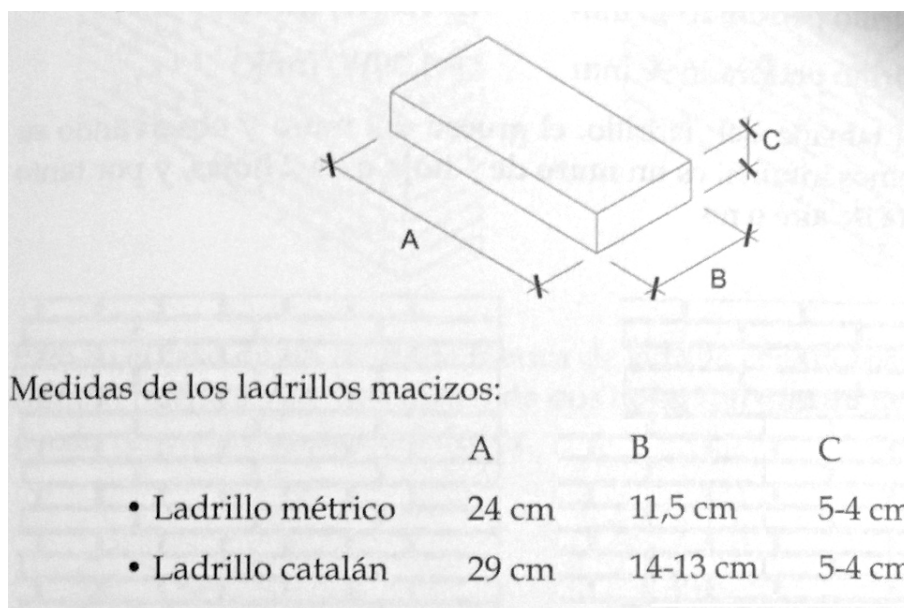 C
A
B
Medidas de los ladrillos macizos:
A B C
• Ladrillo métrico 24 cm 11,5 cm 5-4 cm
• Ladrillo catalán 29 cm 14-13 cm 5-4 cm